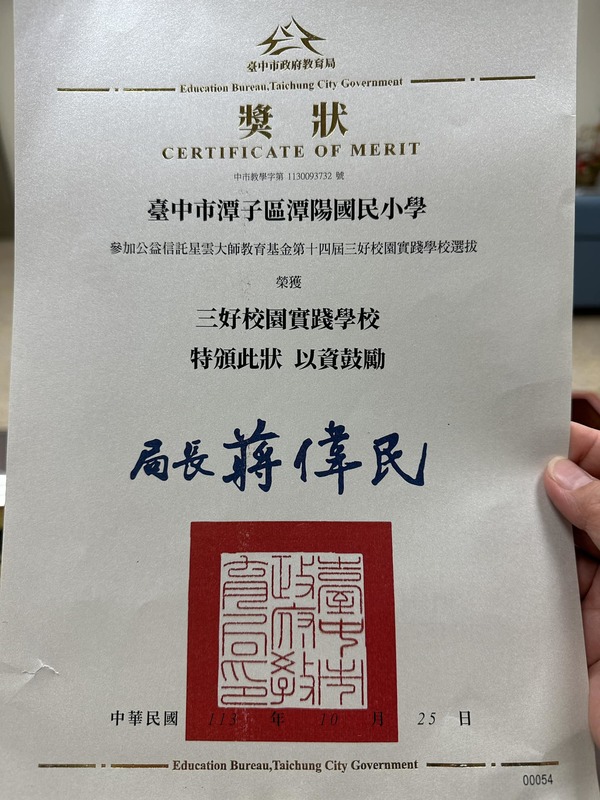 臺中市政府教育局
Education Bureau,Taichung City Government
獎狀
CERTIFICATE OF MERIT
中市教學字第 1130093732 號
臺中市潭子區潭陽國民小學
參加公益信託星雲大師教育基金第十四屆三好校園實踐學校選拔
榮獲
三好校園實踐學校
特頒此狀 以資鼓勵
局長 蔣偉民
臺中市政府教育局印
中華民國 113 年 10 月 25 日
Education Bureau,Taichung City Government
00054